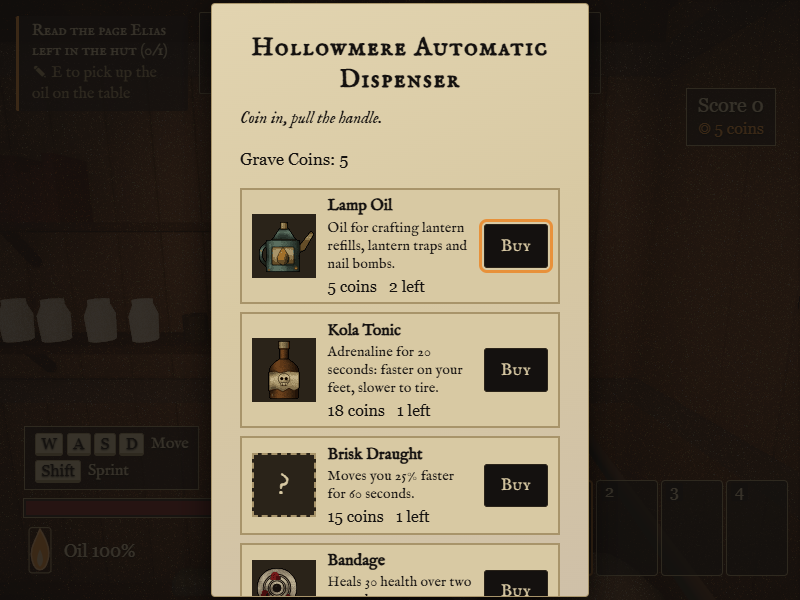 Read the page Elias
left in the hut (0/1)
E to pick up the
oil on the table
Hollowmere Automatic
Dispenser
Coin in, pull the handle.
Grave Coins: 5
Score 0
5 coins
Lamp Oil
Oil for crafting lantern
refills, lantern traps and
nail bombs.
5 coins 2 left
Buy
Kola Tonic
Adrenaline for 20
seconds: faster on your
feet, slower to tire.
18 coins 1 left
Buy
?
Brisk Draught
Moves you 25% faster
for 60 seconds.
15 coins 1 left
Buy
Bandage
Heals 30 health over two
Buy
W A S D Move
Shift Sprint
Oil 100%
2 3 4